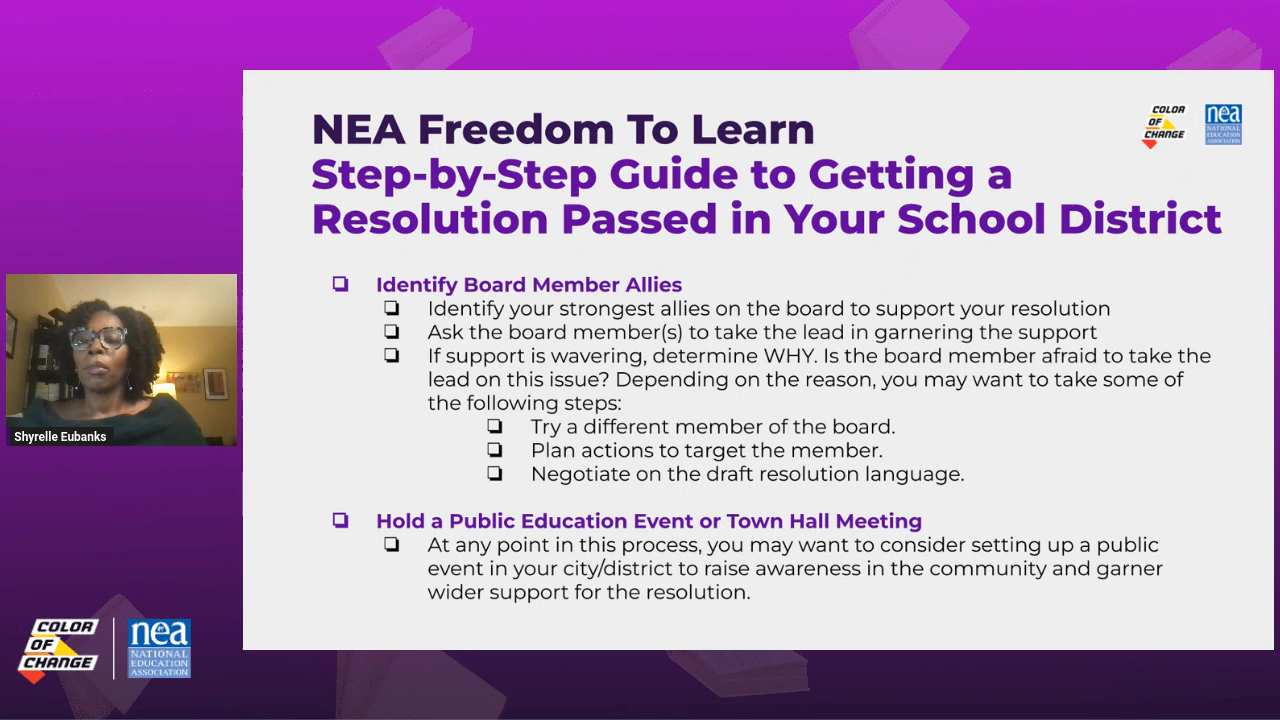 NEA Freedom To Learn
Step-by-Step Guide to Getting a
Resolution Passed in Your School District
COLOR
OF
CHANGE
nea
NATIONAL
EDUCATION
ASSOCIATION
❏ Identify Board Member Allies
❏ Identify your strongest allies on the board to support your resolution
❏ Ask the board member(s) to take the lead in garnering the support
❏ If support is wavering, determine WHY. Is the board member afraid to take the
lead on this issue? Depending on the reason, you may want to take some of
the following steps:
❏ Try a different member of the board.
❏ Plan actions to target the member.
❏ Negotiate on the draft resolution language.
❏ Hold a Public Education Event or Town Hall Meeting
❏ At any point in this process, you may want to consider setting up a public
event in your city/district to raise awareness in the community and garner
wider support for the resolution.
Shyrelle Eubanks
COLOR
OF
CHANGE
nea
NATIONAL
EDUCATION
ASSOCIATION